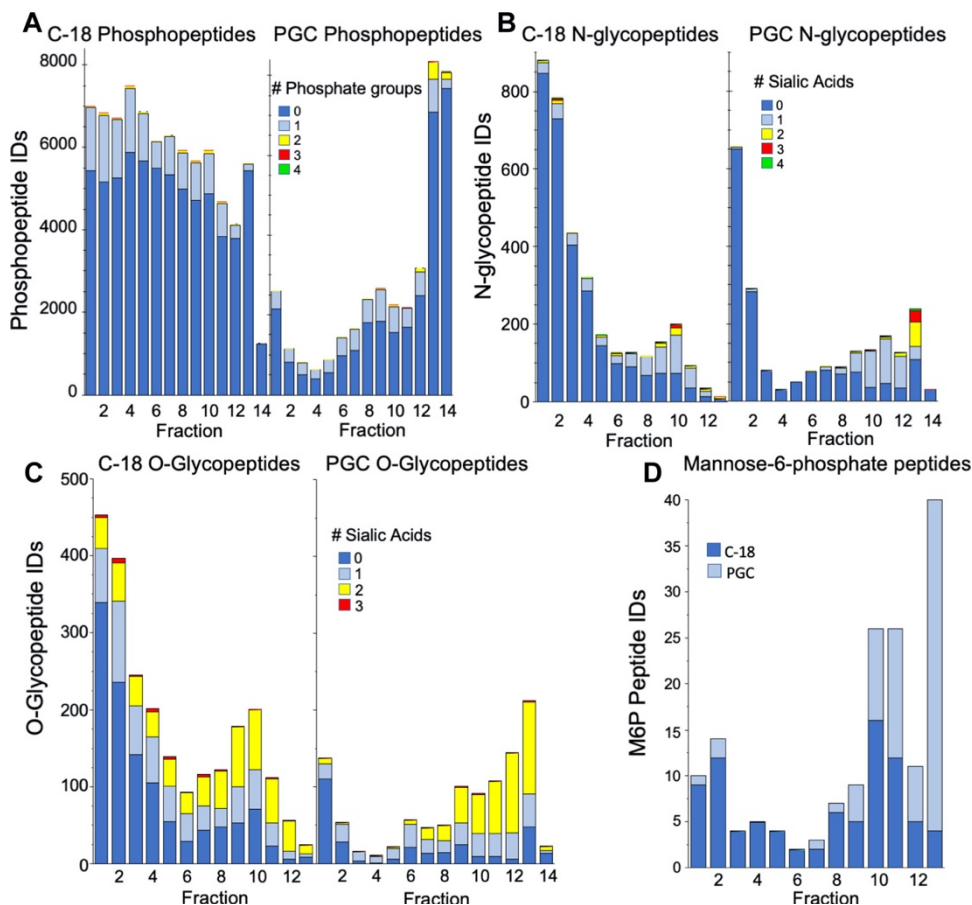 A
C-18 Phosphopeptides
PGC Phosphopeptides
8000
6000
4000
2000
0
Phosphopeptide IDs
# Phosphate groups
0
1
2
3
4
2 4 6 8 10 12 14
2 4 6 8 10 12 14
Fraction
Fraction
B
C-18 N-glycopeptides
PGC N-glycopeptides
800
600
400
200
0
N-glycopeptide IDs
# Sialic Acids
0
1
2
3
4
2 4 6 8 10 12
2 4 6 8 10 12 14
Fraction
Fraction
C
C-18 O-Glycopeptides
PGC O-Glycopeptides
500
400
300
200
100
0
O-Glycopeptide IDs
# Sialic Acids
0
1
2
3
2 4 6 8 10 12
2 4 6 8 10 12 14
Fraction
Fraction
D
Mannose-6-phosphate peptides
40
35
30
25
20
15
10
5
0
M6P Peptide IDs
C-18
PGC
2 4 6 8 10 12
Fraction